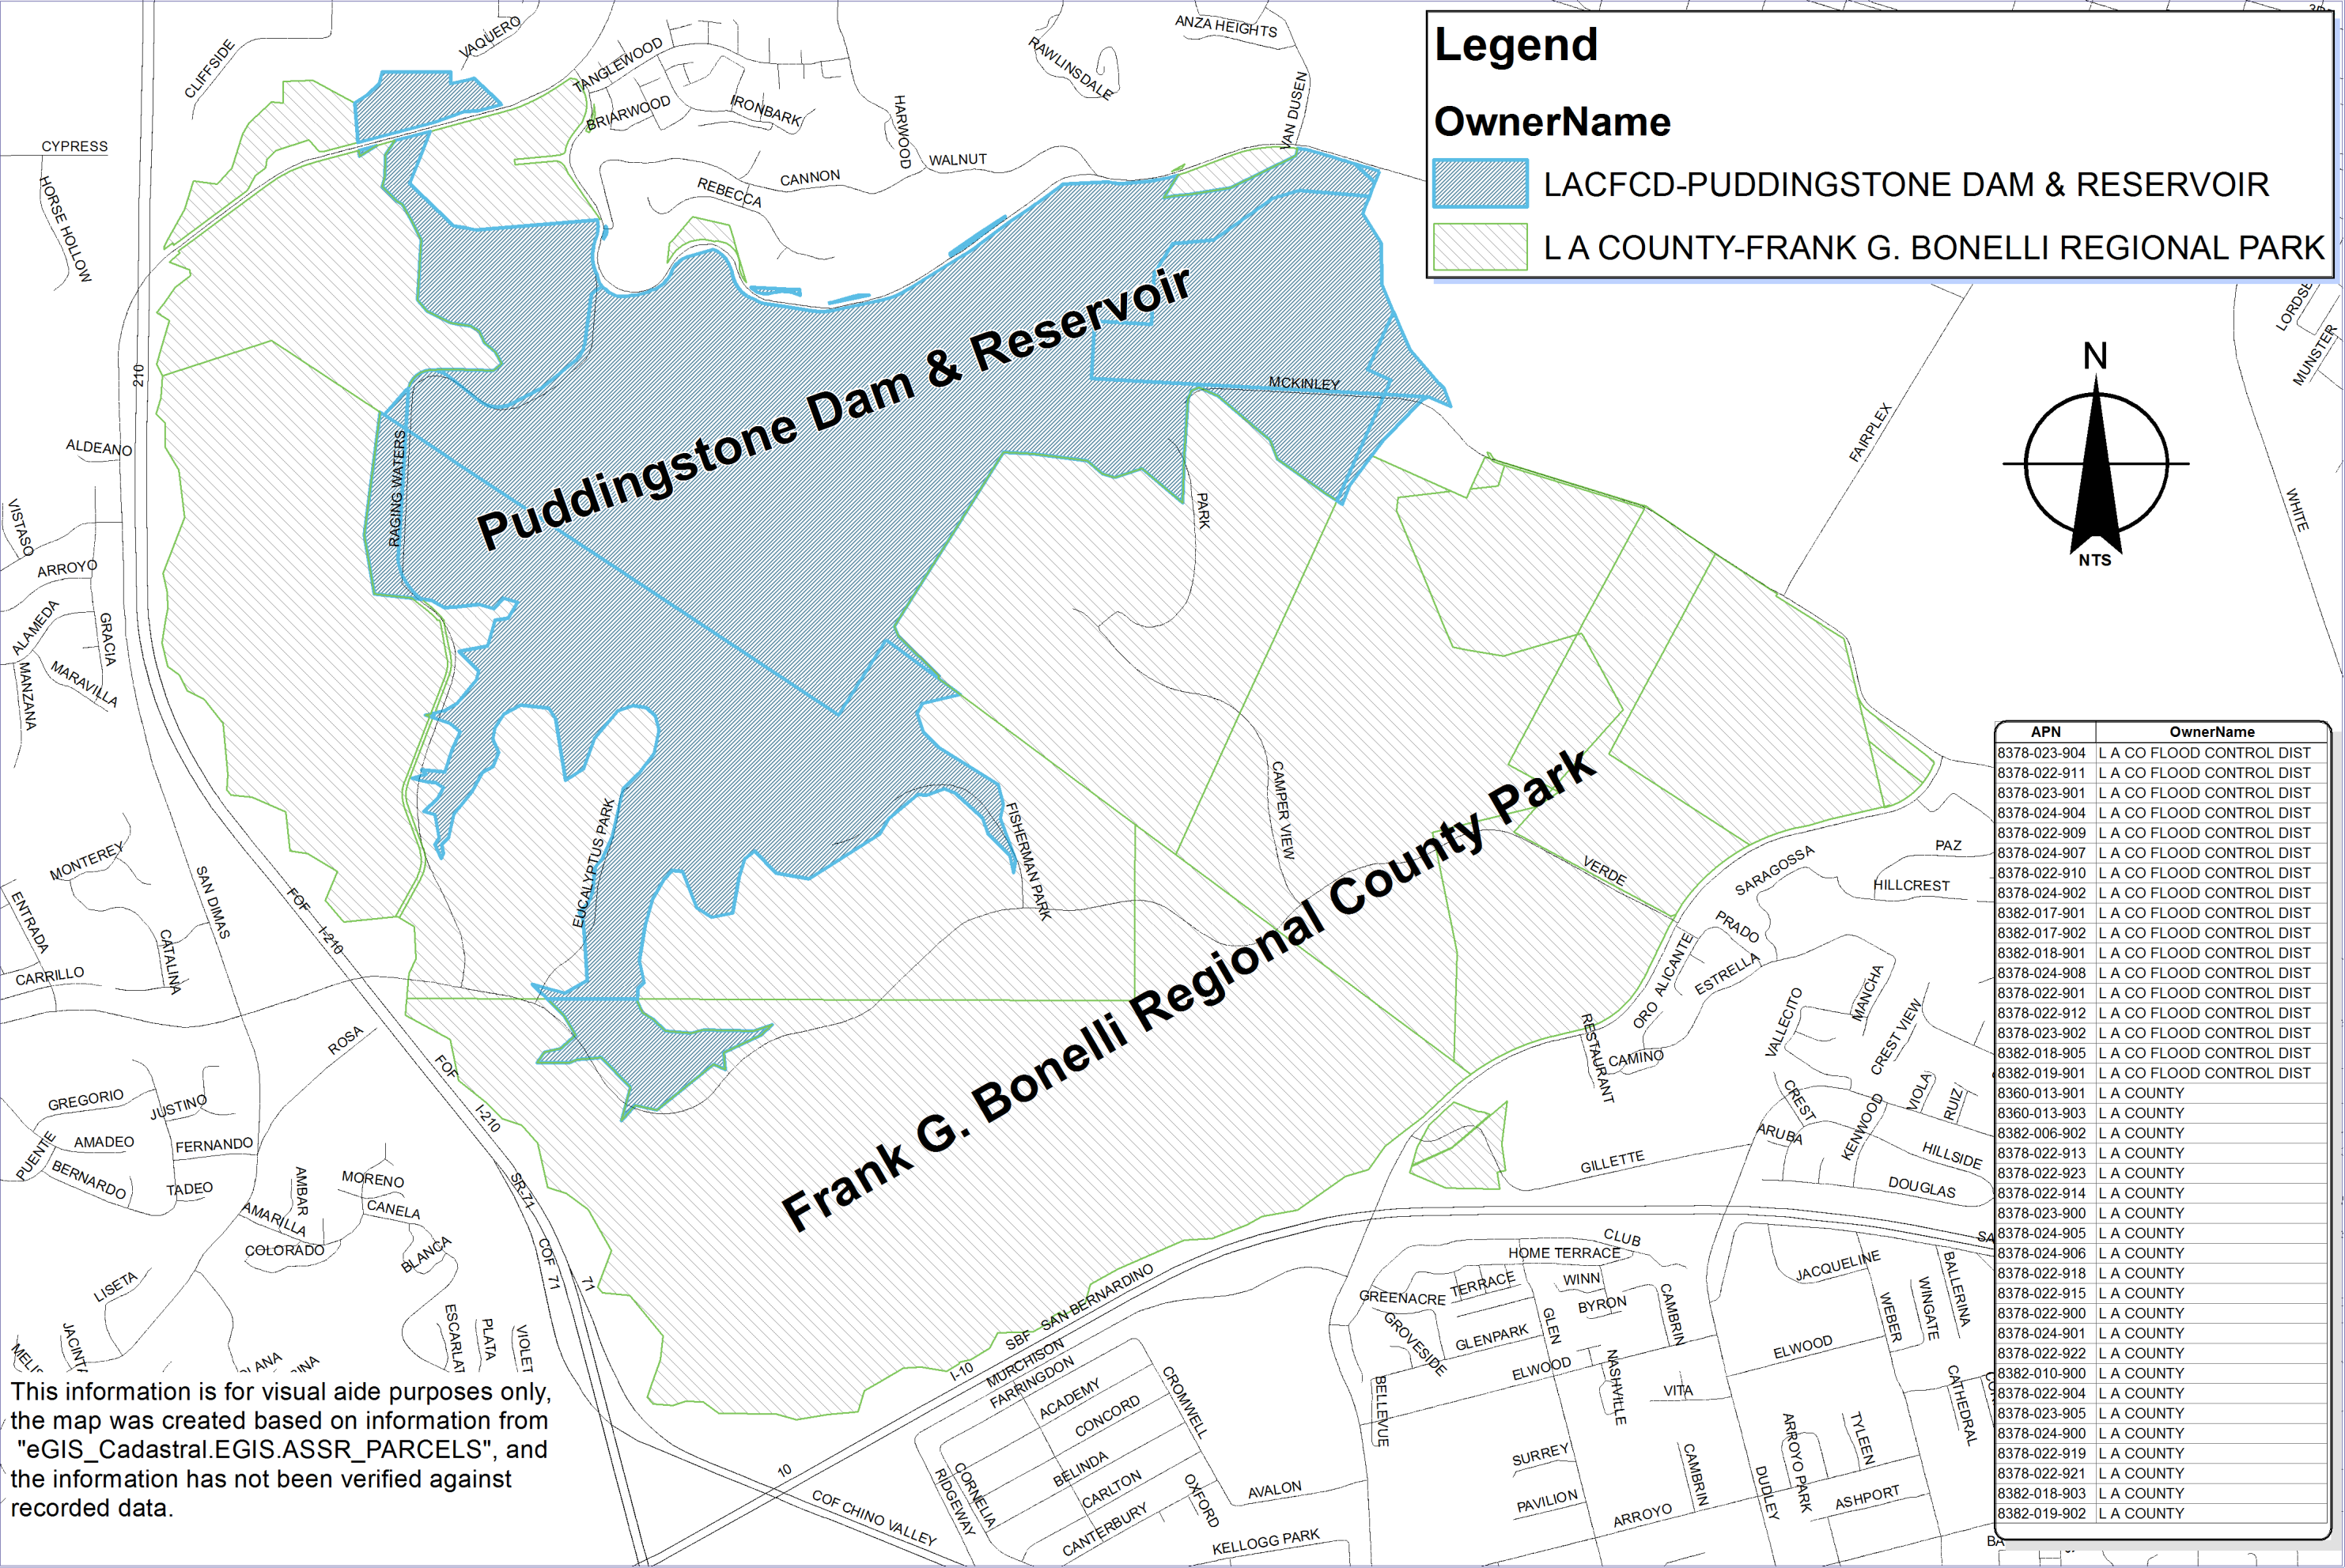 Legend
OwnerName
LACFCD-PUDDINGSTONE DAM & RESERVOIR
L A COUNTY-FRANK G. BONELLI REGIONAL PARK
VAQUERO
CLIFFSIDE
TANGLEWOOD
BRIARWOOD
IRONBARK
HARWOOD
RAWLINSDALE
ANZA HEIGHTS
VAN DUSEN
CYPRESS
HORSE HOLLOW
WALNUT
CANNON
REBECCA
N
NTS
210
Puddingstone Dam & Reservoir
MCKINLEY
FAIRPLEX
MUNSTER
WHITE
ALDEANO
RAGING WATERS
PARK
VISTASO
ARROYO
ALAMEDA
GRACIA
MANZANA
MARAVILLA
CAMPER VIEW
EUCALYPTUS PARK
FISHERMAN PARK
Frank G. Bonelli Regional County Park
VERDE
SARAGOSSA
PAZ
HILLCREST
PRADO
ESTRELLA
ALICANTE
ORO
CAMINO
RESTAURANT
VALLECITO
MANCHA
CREST VIEW
CREST
KENWOOD
VIOLA
RUIZ
ARUBA
HILLSIDE
DOUGLAS
GILLETTE
MONTEREY
ENTRADA
SAN DIMAS
CATALINA
CARRILLO
FOF
I-210
ROSA
FOF
I-210
GREGORIO
JUSTINO
AMADEO
PUENTE
FERNANDO
BERNARDO
TADEO
AMBAR
MORENO
AMARILLA
CANELA
COLORADO
BLANCA
LISETA
SR-71
COF 71
71
ESCARLAT
PLATA
VIOLET
SBF SAN BERNARDINO
I-10
MURCHISON
FARRINGDON
ACADEMY
CONCORD
BELINDA
CARLTON
CANTERBURY
CROMWELL
CORNELIA
RIDGEWAY
OXFORD
AVALON
KELLOGG PARK
10
COF CHINO VALLEY
CLUB
HOME TERRACE
TERRACE
WINN
GREENACRE
BYRON
CAMBRIN
GROVESIDE
GLENPARK
GLEN
ELWOOD
NASHVILLE
BELLEVUE
VITA
SURREY
PAVILION
ARROYO
CAMBRIN
DUDLEY
ARROYO PARK
TYLEEN
ASHPORT
JACQUELINE
WEBER
WINGATE
BALLERINA
ELWOOD
CATHEDRAL
APN OwnerName
8378-023-904 L A CO FLOOD CONTROL DIST
8378-022-911 L A CO FLOOD CONTROL DIST
8378-023-901 L A CO FLOOD CONTROL DIST
8378-024-904 L A CO FLOOD CONTROL DIST
8378-022-909 L A CO FLOOD CONTROL DIST
8378-024-907 L A CO FLOOD CONTROL DIST
8378-022-910 L A CO FLOOD CONTROL DIST
8378-024-902 L A CO FLOOD CONTROL DIST
8382-017-901 L A CO FLOOD CONTROL DIST
8382-017-902 L A CO FLOOD CONTROL DIST
8382-018-901 L A CO FLOOD CONTROL DIST
8378-024-908 L A CO FLOOD CONTROL DIST
8378-022-901 L A CO FLOOD CONTROL DIST
8378-022-912 L A CO FLOOD CONTROL DIST
8378-023-902 L A CO FLOOD CONTROL DIST
8382-018-905 L A CO FLOOD CONTROL DIST
8382-019-901 L A CO FLOOD CONTROL DIST
8360-013-901 L A COUNTY
8360-013-903 L A COUNTY
8382-006-902 L A COUNTY
8378-022-913 L A COUNTY
8378-022-923 L A COUNTY
8378-022-914 L A COUNTY
8378-023-900 L A COUNTY
8378-024-905 L A COUNTY
8378-024-906 L A COUNTY
8378-022-918 L A COUNTY
8378-022-915 L A COUNTY
8378-022-900 L A COUNTY
8378-024-901 L A COUNTY
8378-022-922 L A COUNTY
8382-010-900 L A COUNTY
8378-022-904 L A COUNTY
8378-023-905 L A COUNTY
8378-024-900 L A COUNTY
8378-022-919 L A COUNTY
8378-022-921 L A COUNTY
8382-018-903 L A COUNTY
8382-019-902 L A COUNTY
This information is for visual aide purposes only,
the map was created based on information from
"eGIS_Cadastral.EGIS.ASSR_PARCELS", and
the information has not been verified against
recorded data.